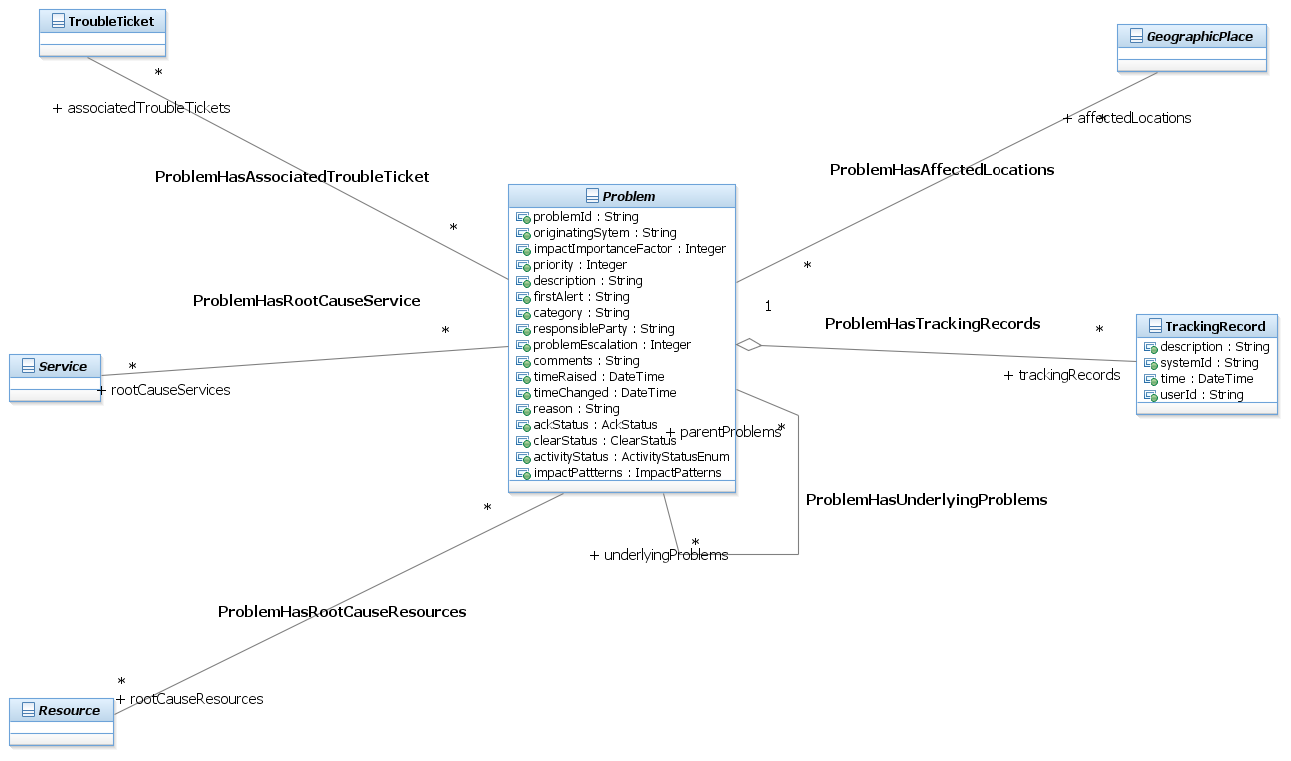 TroubleTicket
*
+ associatedTroubleTickets
ProblemHasAssociatedTroubleTicket
*
GeographicPlace
+ affectedLocations
*
ProblemHasAffectedLocations
*
Problem
problemId : String
originatingSytem : String
impactImportanceFactor : Integer
priority : Integer
description : String
firstAlert : String
category : String
responsibleParty : String
problemEscalation : Integer
comments : String
timeRaised : DateTime
timeChanged : DateTime
reason : String
ackStatus : AckStatus
clearStatus : ClearStatus
activityStatus : ActivityStatusEnum
impactPattterns : ImpactPatterns
ProblemHasRootCauseService
*
Service
*
+ rootCauseServices
1
ProblemHasTrackingRecords
*
+ trackingRecords
TrackingRecord
description : String
systemId : String
time : DateTime
userId : String
+ parentProblems
*
ProblemHasUnderlyingProblems
*
+ underlyingProblems
*
ProblemHasRootCauseResources
*
+ rootCauseResources
Resource